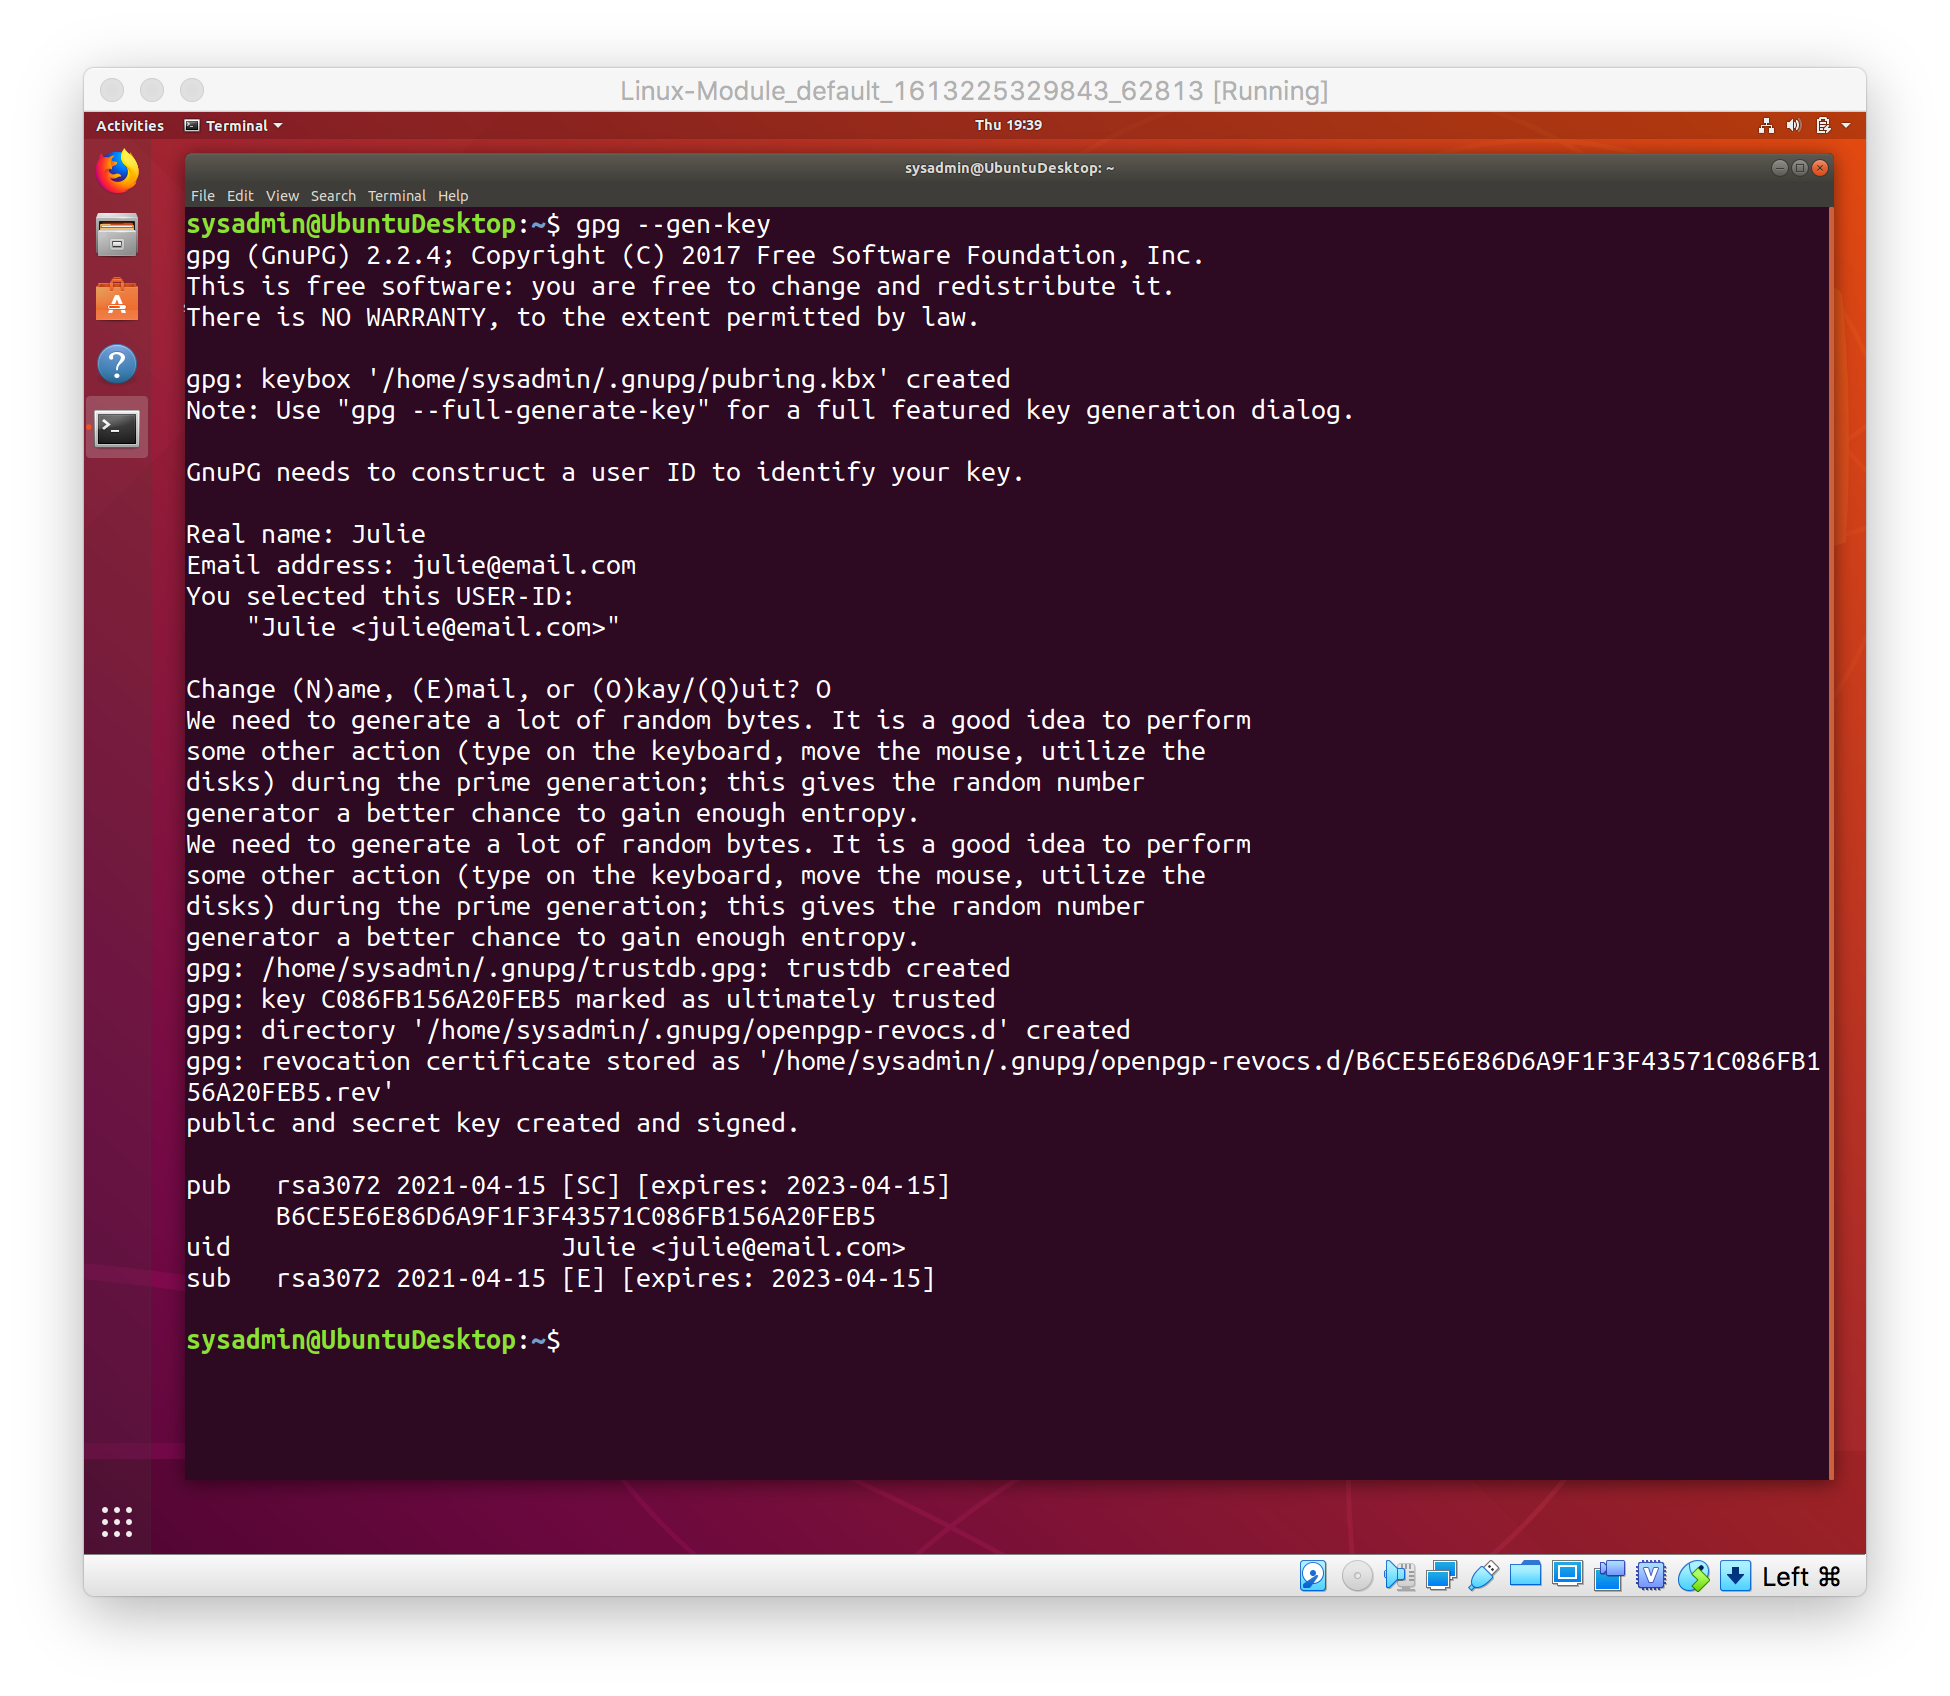 Linux-Module_default_1613225329843_62813 [Running]
Activities Terminal Thu 19:39
sysadmin@UbuntuDesktop: ~
File Edit View Search Terminal Help
sysadmin@UbuntuDesktop:~$ gpg --gen-key
gpg (GnuPG) 2.2.4; Copyright (C) 2017 Free Software Foundation, Inc.
This is free software: you are free to change and redistribute it.
There is NO WARRANTY, to the extent permitted by law.
gpg: keybox '/home/sysadmin/.gnupg/pubring.kbx' created
Note: Use "gpg --full-generate-key" for a full featured key generation dialog.
GnuPG needs to construct a user ID to identify your key.
Real name: Julie
Email address: julie@email.com
You selected this USER-ID:
    "Julie <julie@email.com>"
Change (N)ame, (E)mail, or (O)kay/(Q)uit? O
We need to generate a lot of random bytes. It is a good idea to perform
some other action (type on the keyboard, move the mouse, utilize the
disks) during the prime generation; this gives the random number
generator a better chance to gain enough entropy.
We need to generate a lot of random bytes. It is a good idea to perform
some other action (type on the keyboard, move the mouse, utilize the
disks) during the prime generation; this gives the random number
generator a better chance to gain enough entropy.
gpg: /home/sysadmin/.gnupg/trustdb.gpg: trustdb created
gpg: key C086FB156A20FEB5 marked as ultimately trusted
gpg: directory '/home/sysadmin/.gnupg/openpgp-revocs.d' created
gpg: revocation certificate stored as '/home/sysadmin/.gnupg/openpgp-revocs.d/B6CE5E6E86D6A9F1F3F43571C086FB1
56A20FEB5.rev'
public and secret key created and signed.
pub   rsa3072 2021-04-15 [SC] [expires: 2023-04-15]
      B6CE5E6E86D6A9F1F3F43571C086FB156A20FEB5
uid                      Julie <julie@email.com>
sub   rsa3072 2021-04-15 [E] [expires: 2023-04-15]
sysadmin@UbuntuDesktop:~$
Left ⌘